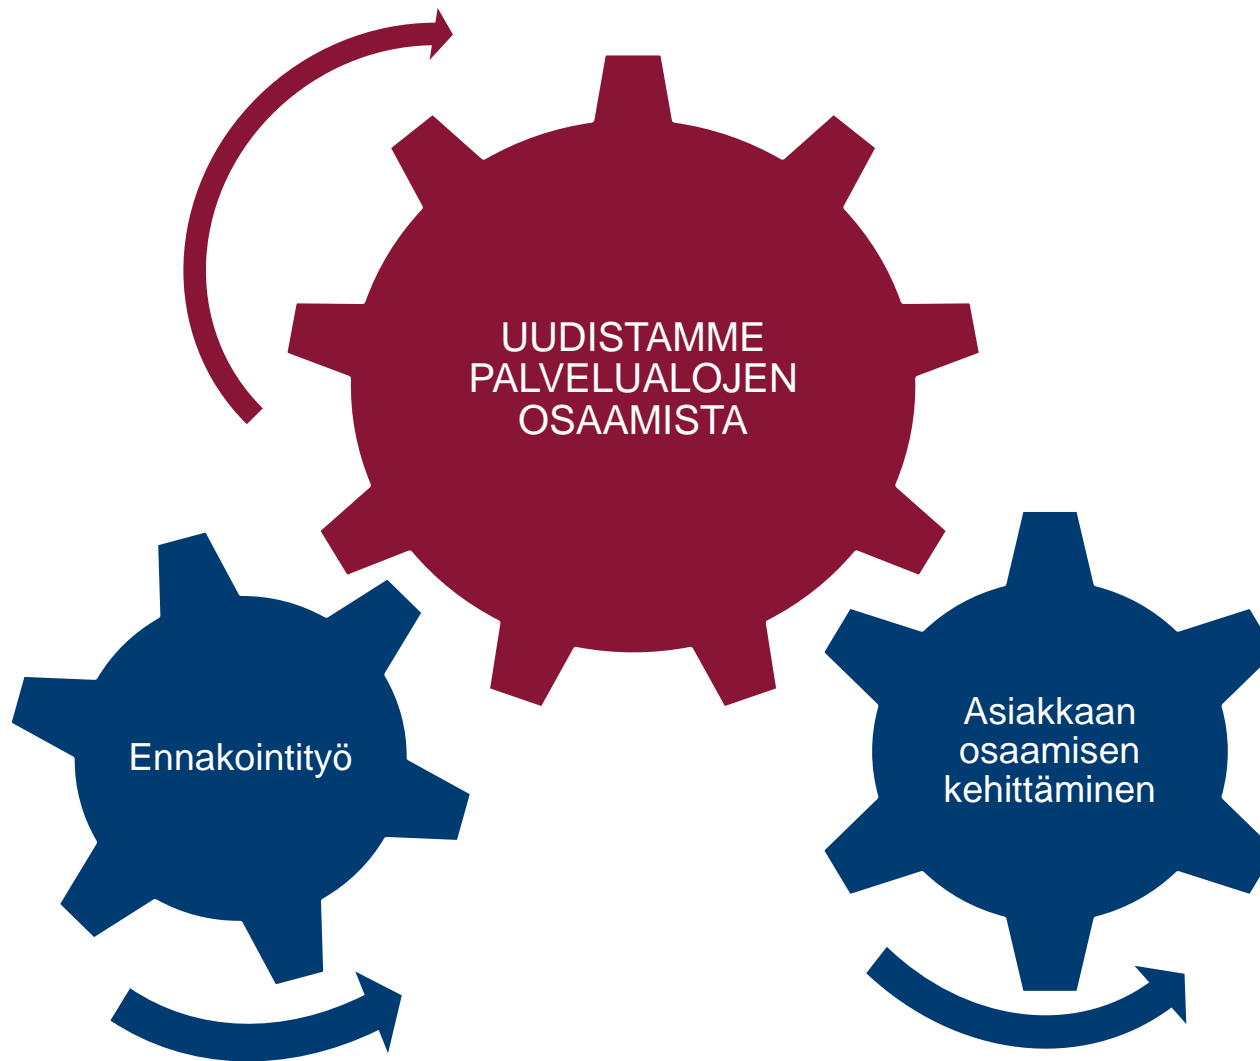 UUDISTAMME
PALVELUALOJEN
OSAAMISTA
Ennakointityö
Asiakkaan
osaamisen
kehittäminen